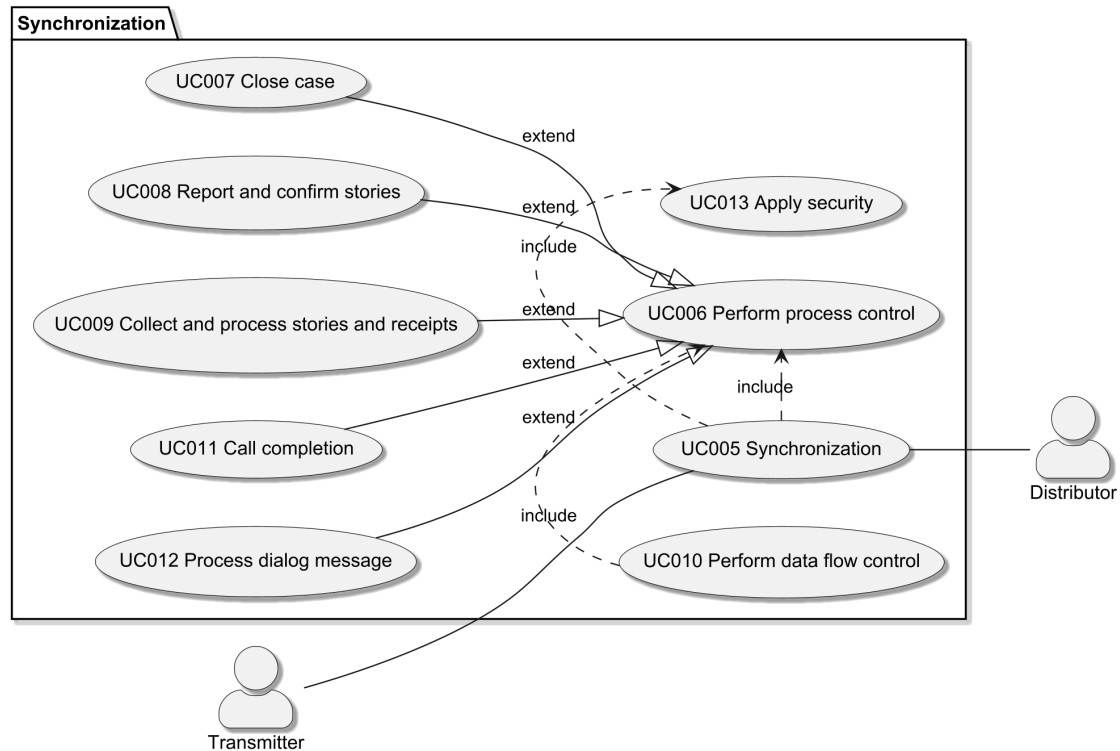 Synchronization
UC007 Close case
extend
UC008 Report and confirm stories
extend
UC013 Apply security
include
UC009 Collect and process stories and receipts
extend
UC006 Perform process control
extend
include
extend
UC011 Call completion
UC005 Synchronization
Distributor
include
UC012 Process dialog message
UC010 Perform data flow control
Transmitter